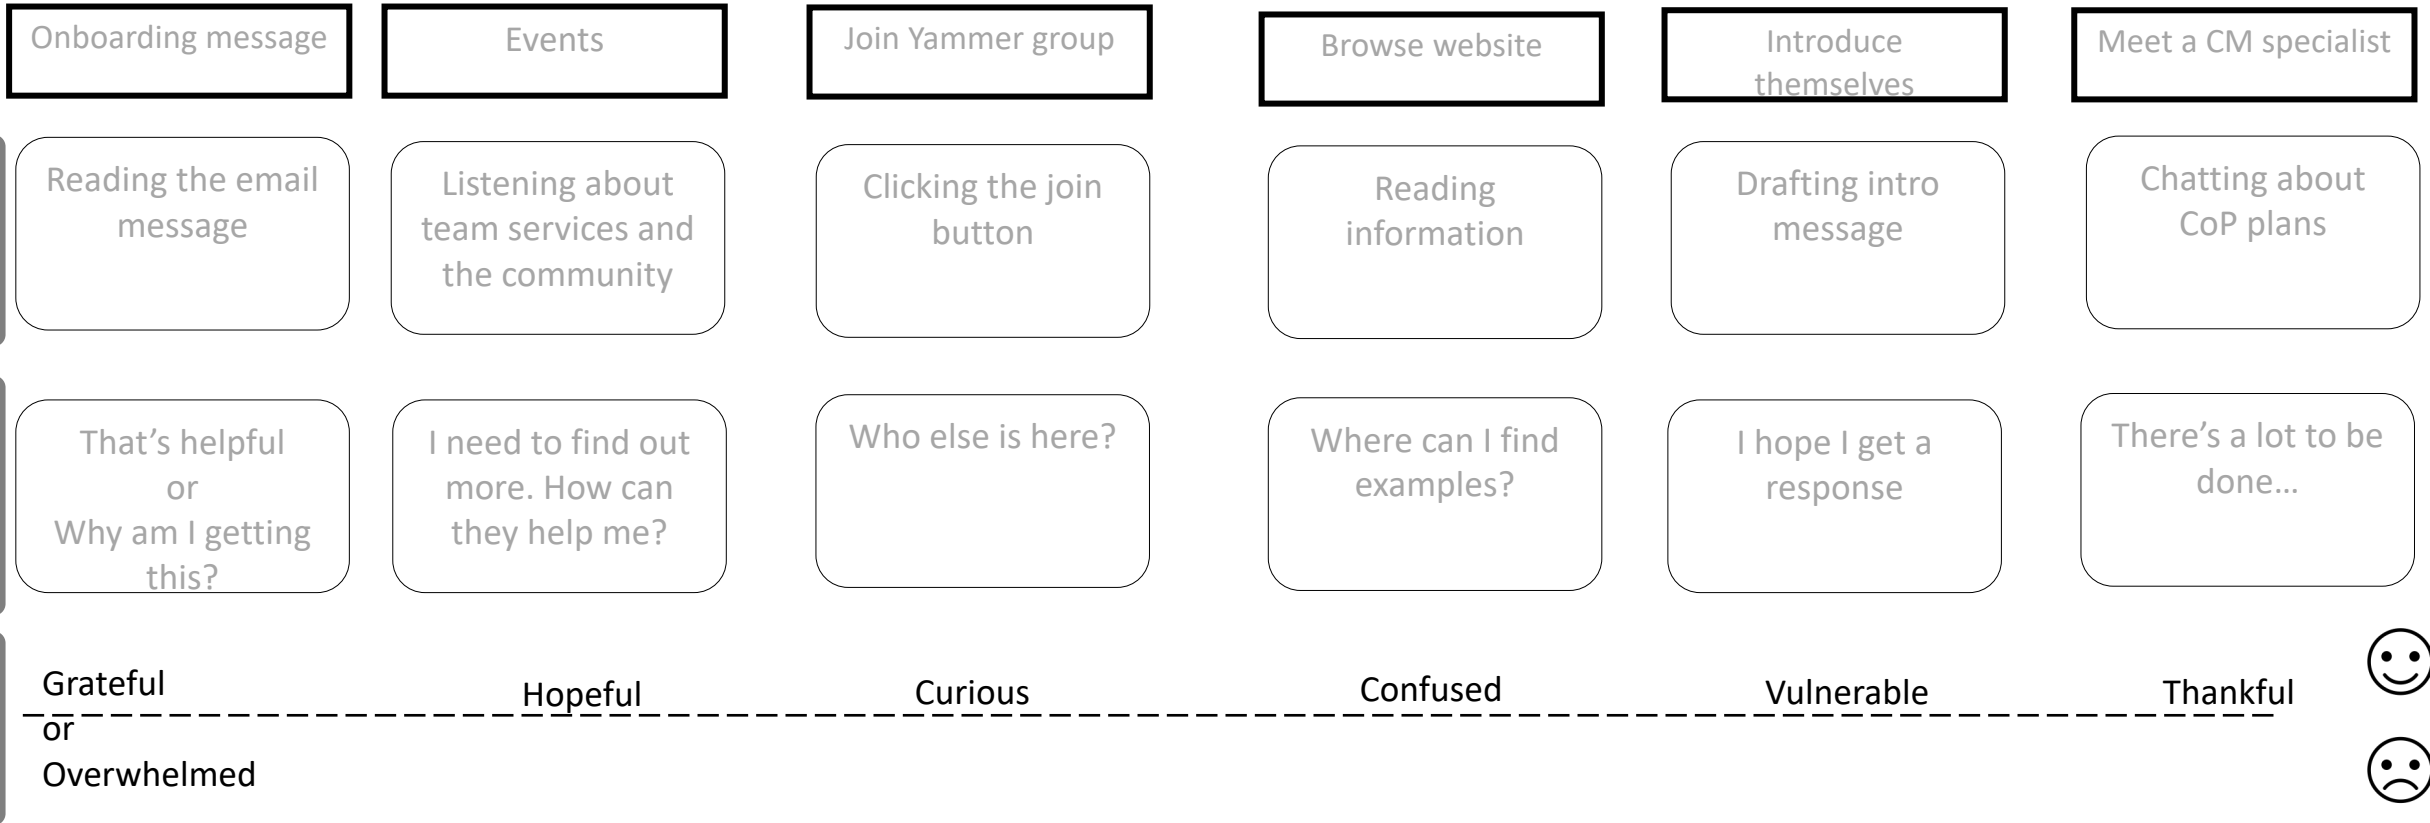 Onboarding message
Events
Join Yammer group
Browse website
Introduce
themselves
Meet a CM specialist
Reading the email
message
Listening about
team services and
the community
Clicking the join
button
Reading
information
Drafting intro
message
Chatting about
CoP plans
That’s helpful
or
Why am I getting
this?
I need to find out
more. How can
they help me?
Who else is here?
Where can I find
examples?
I hope I get a
response
There’s a lot to be
done…
Grateful
or
Overwhelmed
Hopeful
Curious
Confused
Vulnerable
Thankful